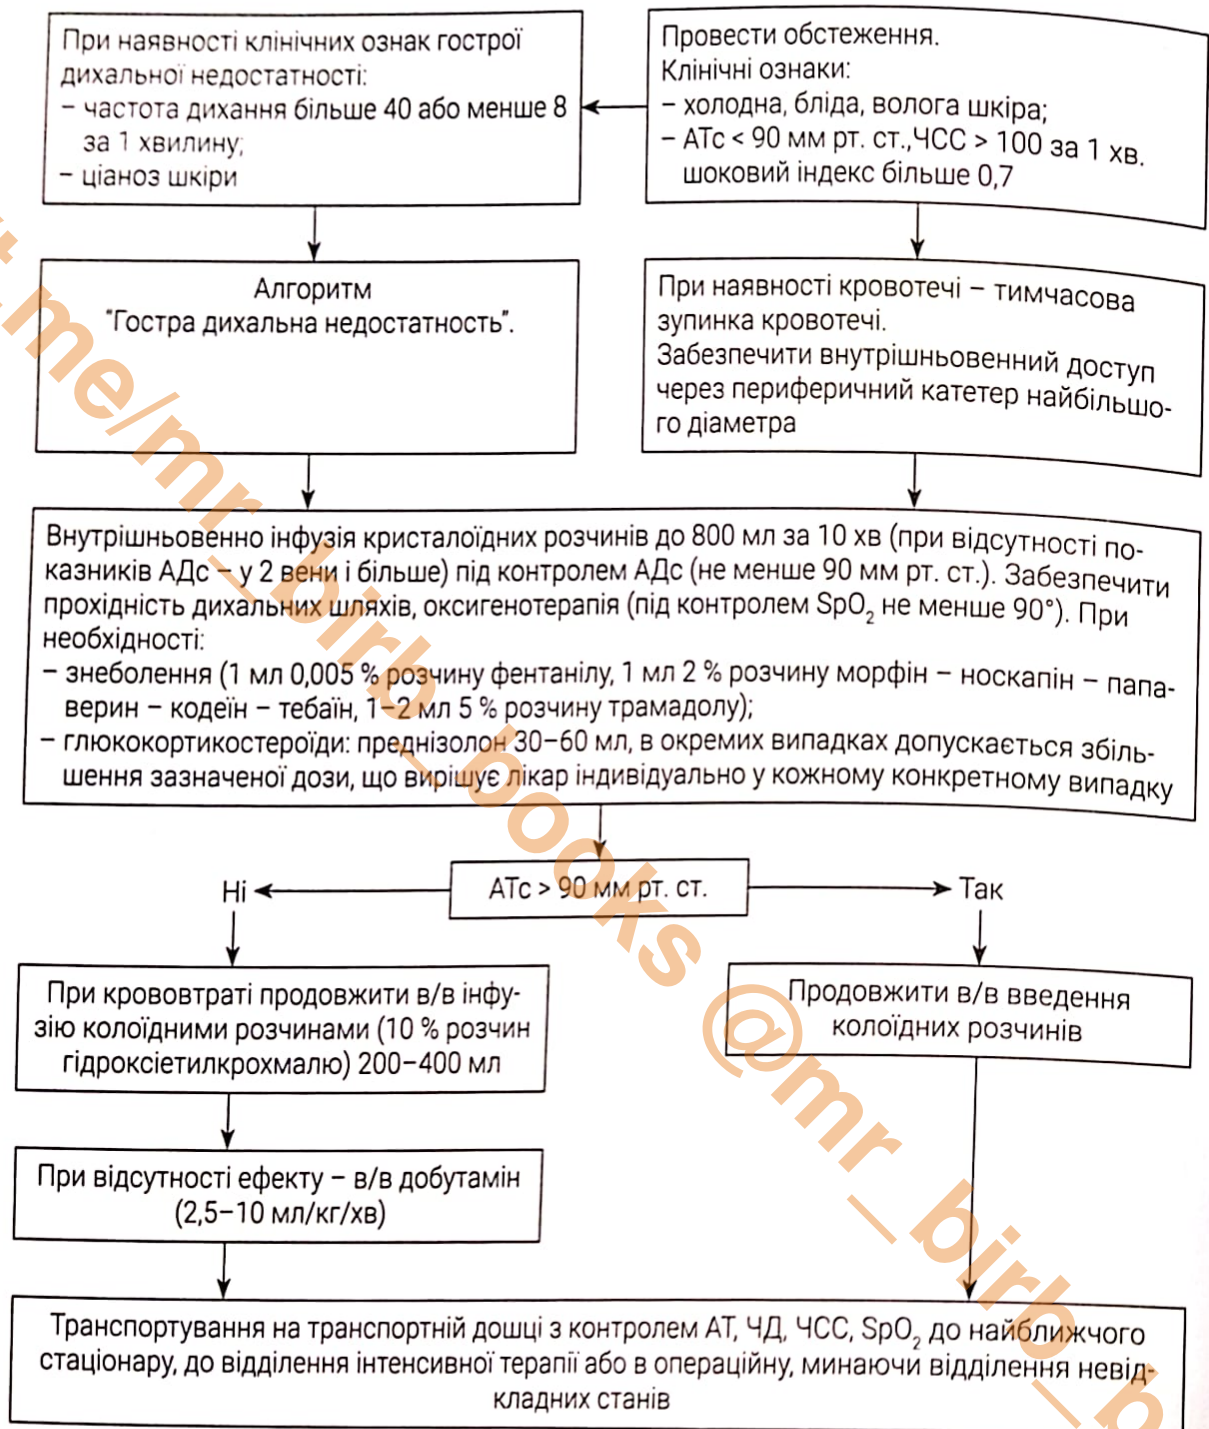 При наявності клінічних ознак гострої
дихальної недостатності:
– частота дихання більше 40 або менше 8
за 1 хвилину;
– ціаноз шкіри
Провести обстеження.
Клінічні ознаки:
– холодна, бліда, волога шкіра;
– АТс < 90 мм рт. ст.,ЧСС > 100 за 1 хв.
шоковий індекс більше 0,7
Алгоритм
"Гостра дихальна недостатность".
При наявності кровотечі – тимчасова
зупинка кровотечі.
Забезпечити внутрішньовенний доступ
через периферичний катетер найбільшо-
го діаметра
Внутрішньовенно інфузія кристалоїдних розчинів до 800 мл за 10 хв (при відсутності по-
казників АДс – у 2 вени і більше) під контролем АДс (не менше 90 мм рт. ст.). Забезпечити
прохідність дихальних шляхів, оксигенотерапія (під контролем SpO₂ не менше 90°). При
необхідності:
– знеболення (1 мл 0,005 % розчину фентанілу, 1 мл 2 % розчину морфін – носкапін – папа-
верин – кодеїн – тебаїн, 1–2 мл 5 % розчину трамадолу);
– глюкокортикостероїди: преднізолон 30–60 мл, в окремих випадках допускається збіль-
шення зазначеної дози, що вирішує лікар індивідуально у кожному конкретному випадку
АТс > 90 мм рт. ст.
Ні
Так
При крововтраті продовжити в/в інфу-
зію колоїдними розчинами (10 % розчин
гідроксіетилкрохмалю) 200–400 мл
Продовжити в/в введення
колоїдних розчинів
При відсутності ефекту – в/в добутамін
(2,5–10 мл/кг/хв)
Транспортування на транспортній дошці з контролем АТ, ЧД, ЧСС, SpO₂ до найближчого
стаціонару, до відділення інтенсивної терапії або в операційну, минаючи відділення невід-
кладних станів
t.me/mr_birb_books @mr_birb_b